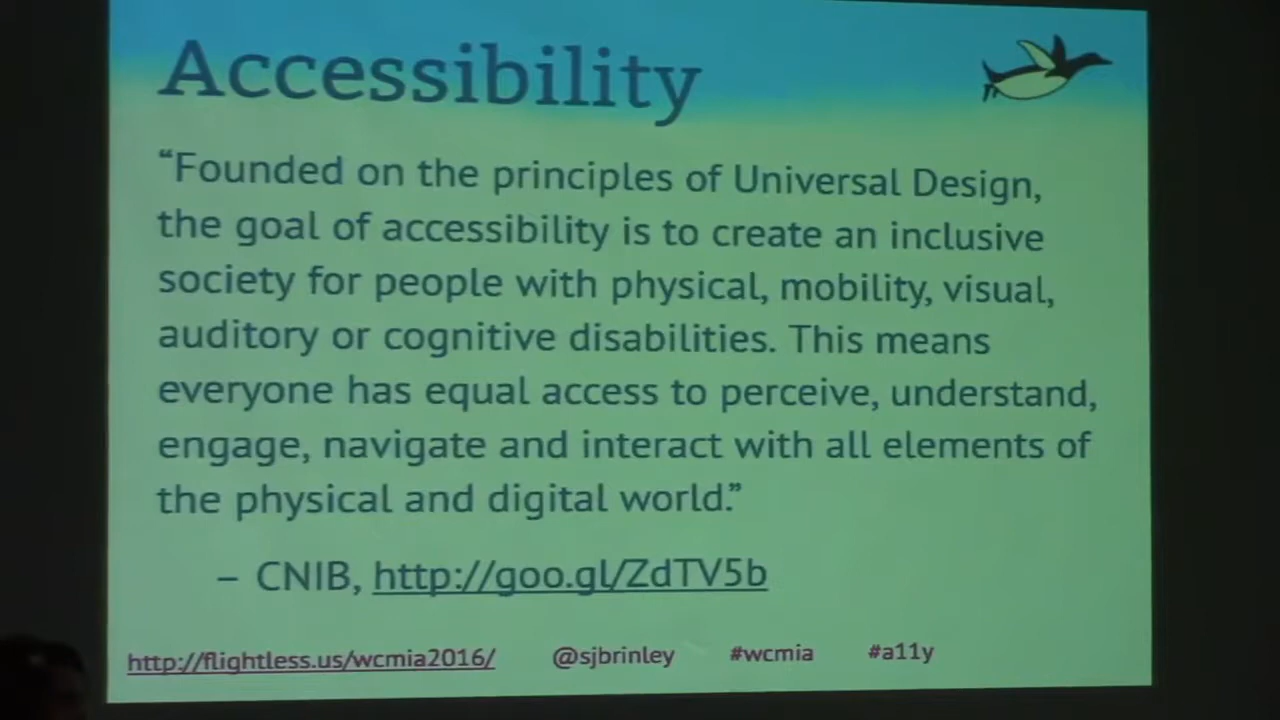 Accessibility
“Founded on the principles of Universal Design,
the goal of accessibility is to create an inclusive
society for people with physical, mobility, visual,
auditory or cognitive disabilities. This means
everyone has equal access to perceive, understand,
engage, navigate and interact with all elements of
the physical and digital world.”
– CNIB, http://goo.gl/ZdTV5b
http://flightless.us/wcmia2016/ @sjbrinley #wcmia #a11y